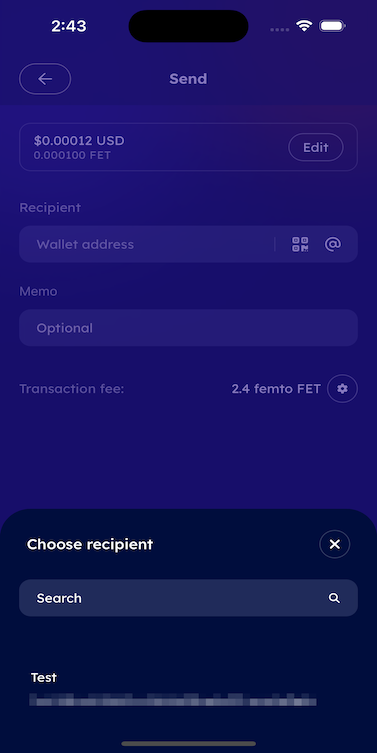 2:43
Send
$0.00012 USD
0.000100 FET
Edit
Recipient
Wallet address
Memo
Optional
Transaction fee:
2.4 femto FET
Choose recipient
Search
Test